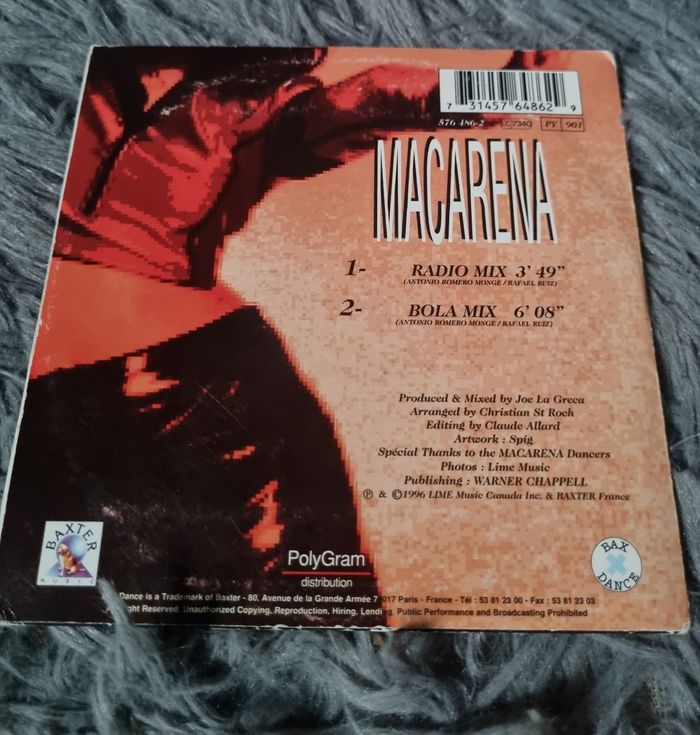 7 31457 64862 9
576 486-2 C7340 PY 901
MACARENA
1- RADIO MIX 3' 49"
(ANTONIO ROMERO MONGE / RAFAEL RUIZ)
2- BOLA MIX 6' 08"
(ANTONIO ROMERO MONGE / RAFAEL RUIZ)
Produced & Mixed by Joe La Greca
Arranged by Christian St Roch
Editing by Claude Allard
Artwork : Spig
Spécial Thanks to the MACARENA Dancers
Photos : Lime Music
Publishing : WARNER CHAPPELL
℗ & ©1996 LIME Music Canada Inc. & BAXTER France
BAXTER
MUSIC
PolyGram
distribution
BAX
DANCE
Dance is a Trademark of Baxter - 80, Avenue de la Grande Armée 7 017 Paris - France - Tél : 53 81 23 00 - Fax : 53 81 23 03
ght Reserved. Unauthorized Copying, Reproduction, Hiring, Lending, Public Performance and Broadcasting Prohibited